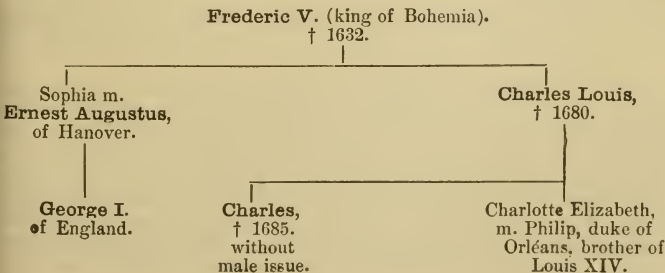 Frederic V. (king of Bohemia).
† 1632.
Sophia m.
Ernest Augustus,
of Hanover.
Charles Louis,
† 1680.
George I.
of England.
Charles,
† 1685.
without
male issue.
Charlotte Elizabeth,
m. Philip, duke of
Orléans, brother of
Louis XIV.